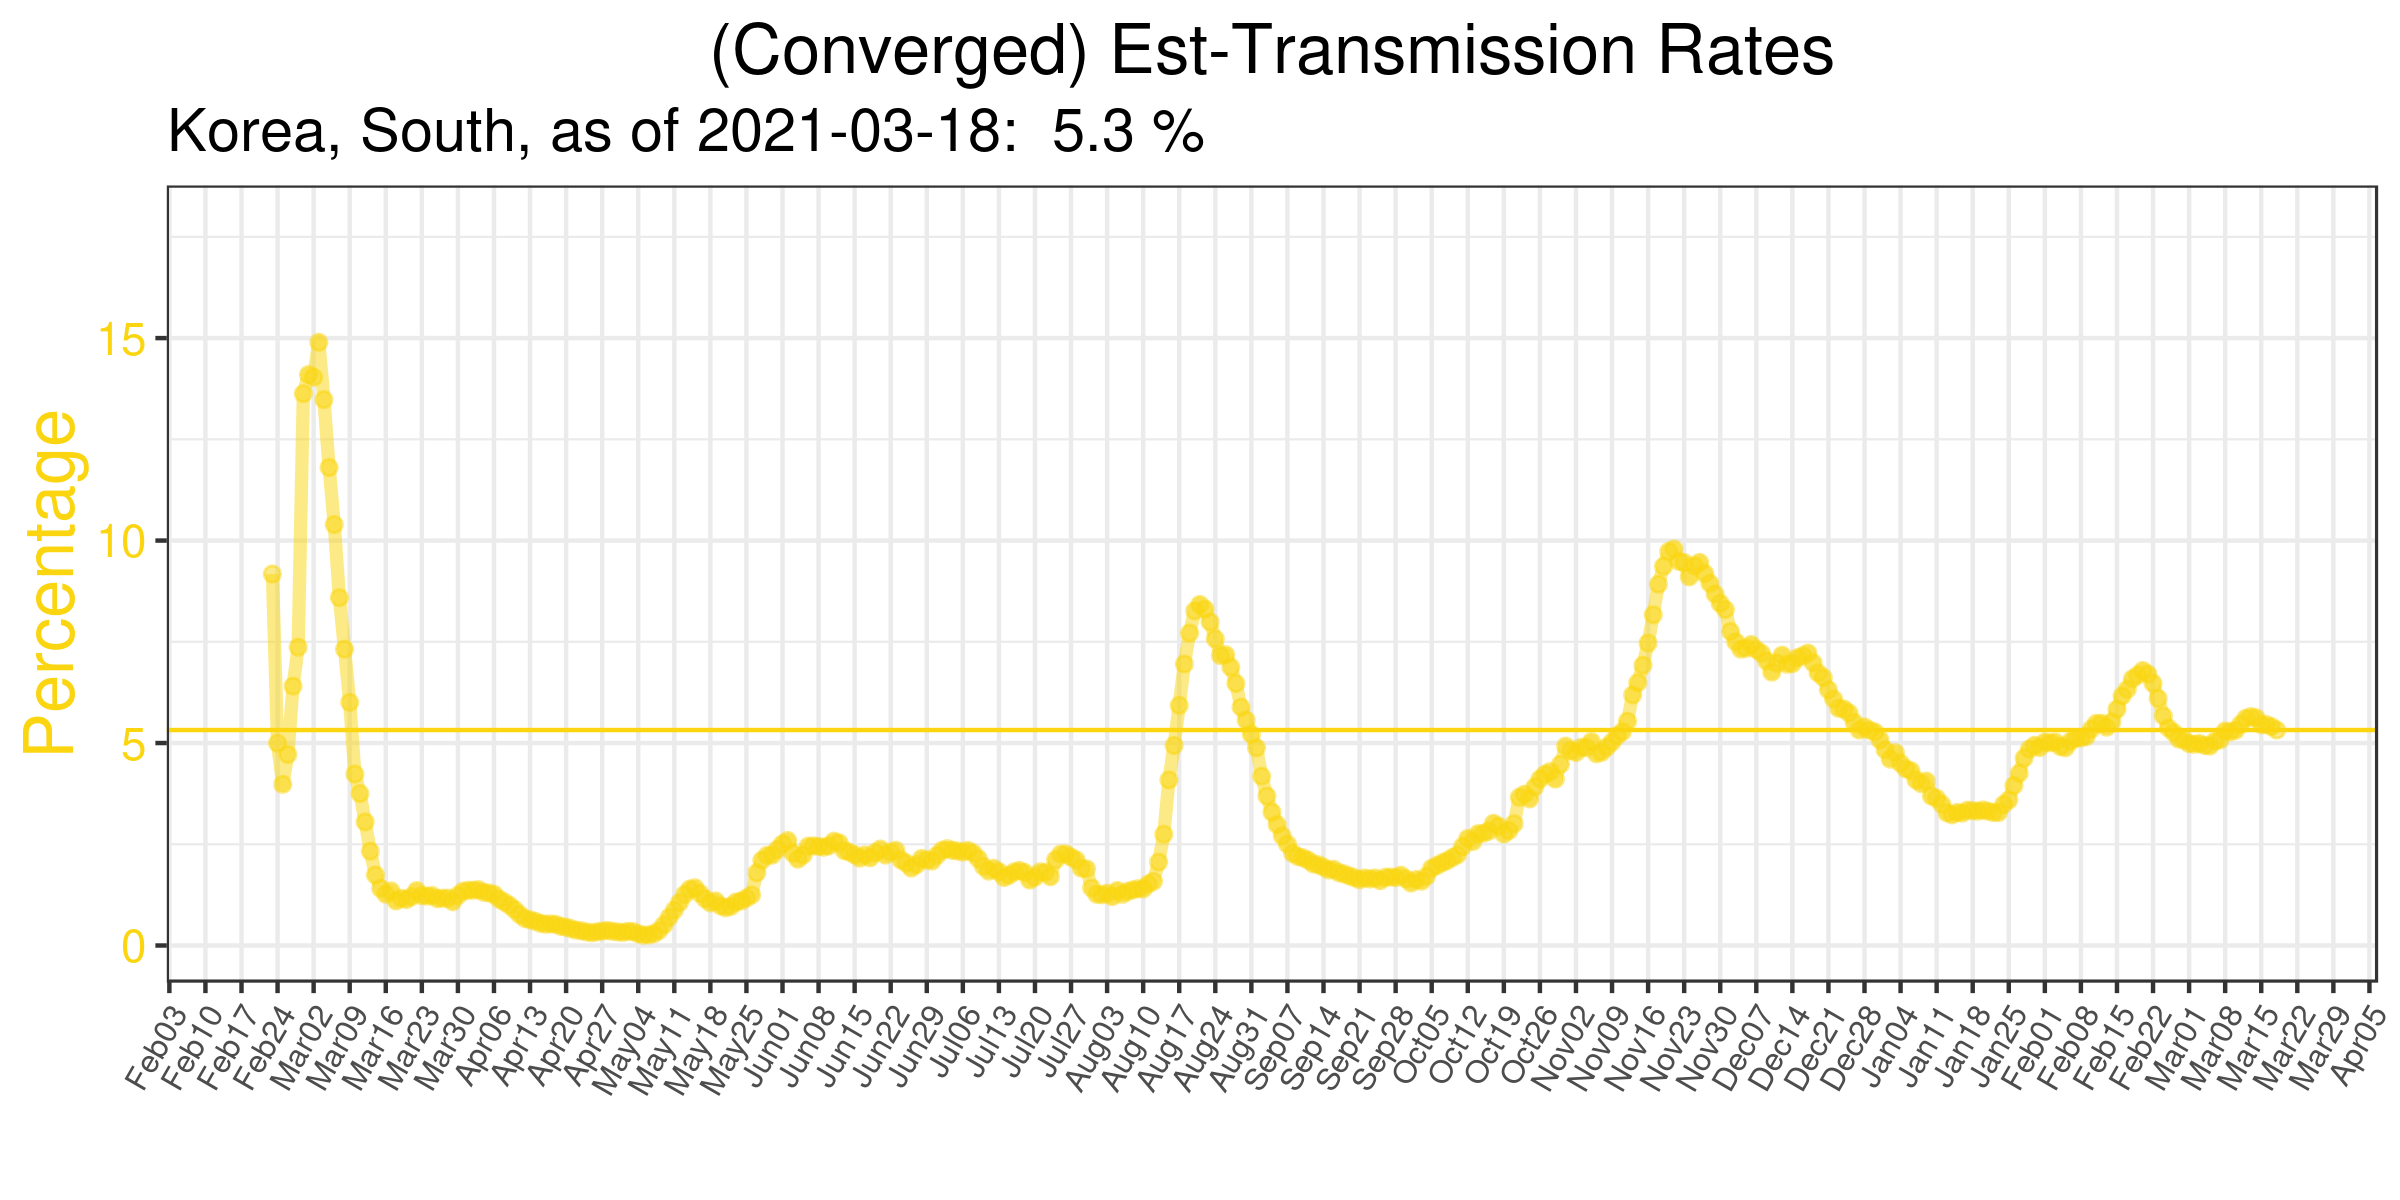 (Converged) Est-Transmission Rates
Korea, South, as of 2021-03-18:  5.3 %
Percentage
15
10
5
0
Feb03
Feb10
Feb17
Feb24
Mar02
Mar09
Mar16
Mar23
Mar30
Apr06
Apr13
Apr20
Apr27
May04
May11
May18
May25
Jun01
Jun08
Jun15
Jun22
Jun29
Jul06
Jul13
Jul20
Jul27
Aug03
Aug10
Aug17
Aug24
Aug31
Sep07
Sep14
Sep21
Sep28
Oct05
Oct12
Oct19
Oct26
Nov02
Nov09
Nov16
Nov23
Nov30
Dec07
Dec14
Dec21
Dec28
Jan04
Jan11
Jan18
Jan25
Feb01
Feb08
Feb15
Feb22
Mar01
Mar08
Mar15
Mar22
Mar29
Apr05